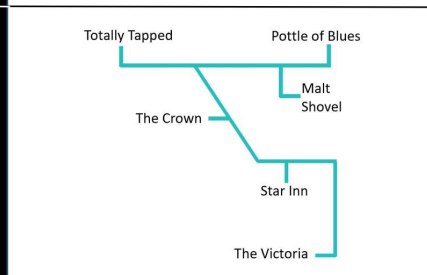 Totally Tapped
Pottle of Blues
Malt
Shovel
The Crown
Star Inn
The Victoria